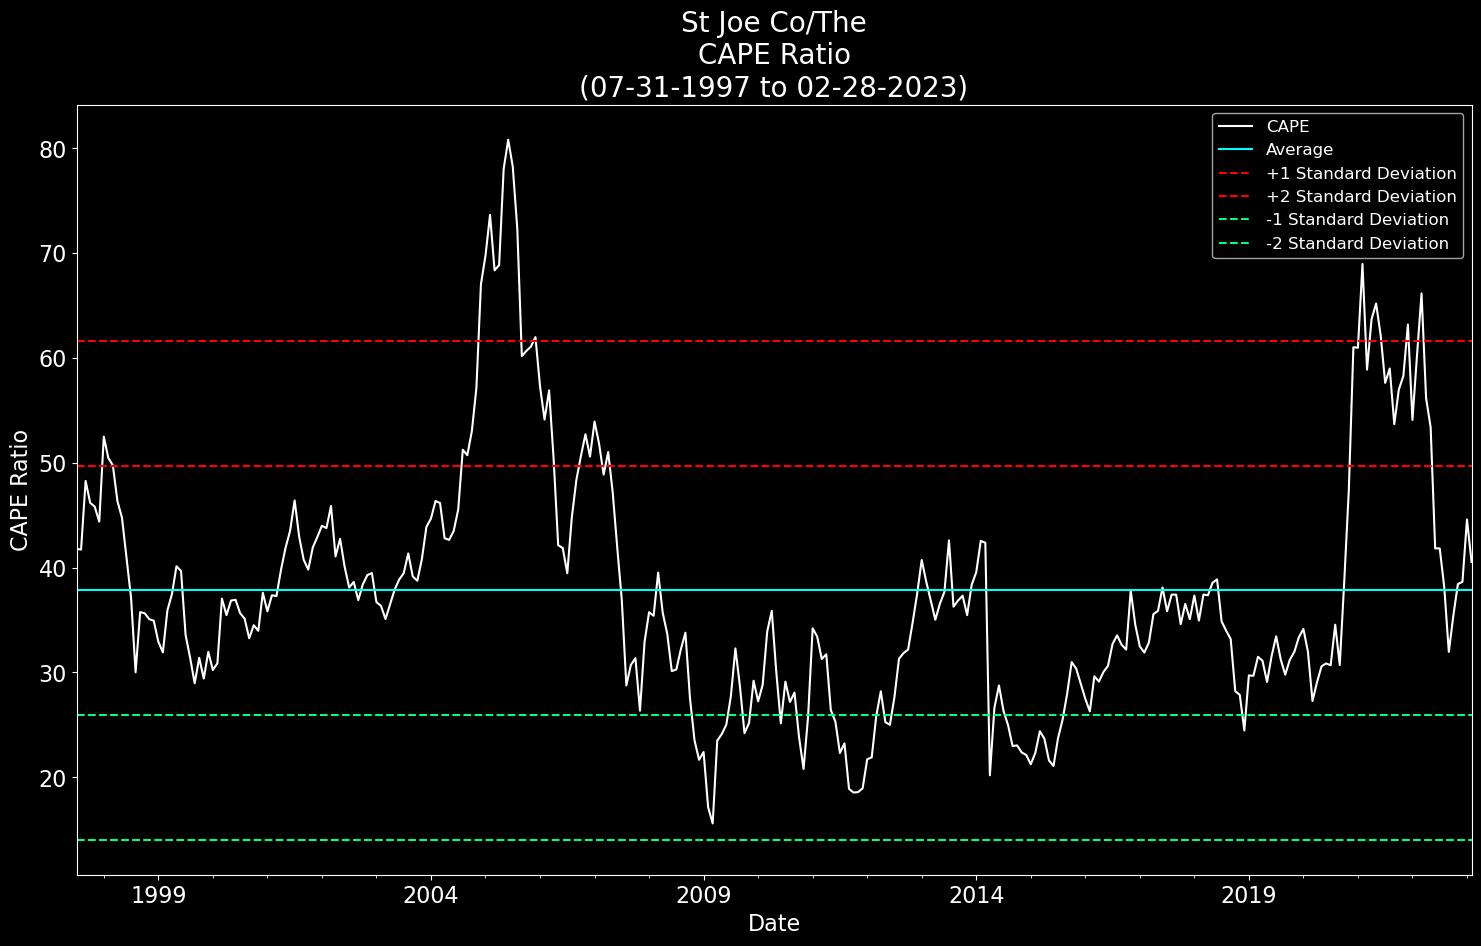 St Joe Co/The
CAPE Ratio
(07-31-1997 to 02-28-2023)
CAPE
Average
+1 Standard Deviation
+2 Standard Deviation
-1 Standard Deviation
-2 Standard Deviation
CAPE Ratio
80
70
60
50
40
30
20
1999
2004
2009
2014
2019
Date